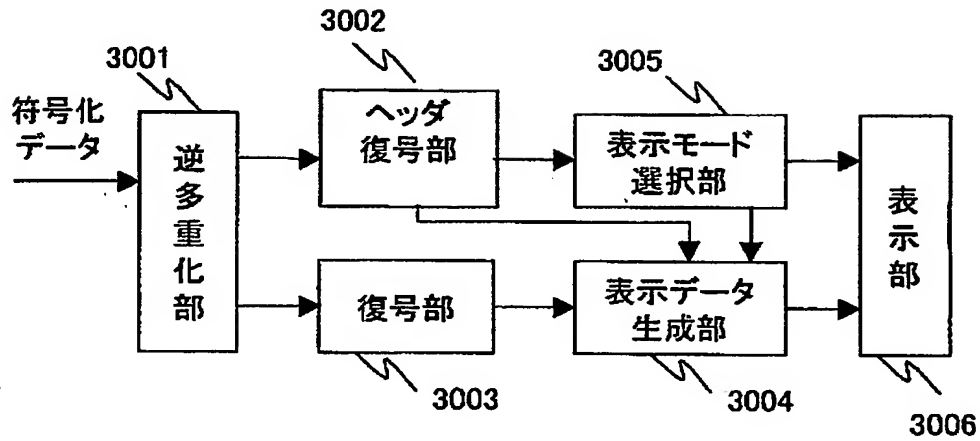 3002
3001
3005
符号化
データ
ヘッダ
復号部
表示モード
選択部
逆多重化部
表示部
復号部
表示データ
生成部
3003
3004
3006